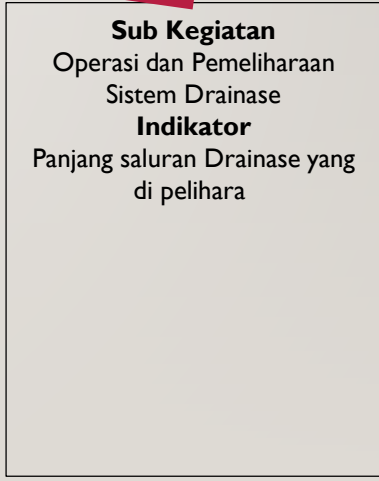 Sub Kegiatan
Operasi dan Pemeliharaan
Sistem Drainase
Indikator
Panjang saluran Drainase yang
di pelihara